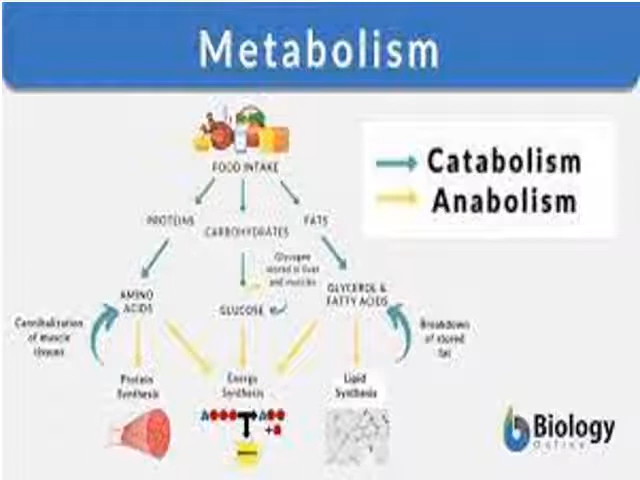 Metabolism
FOOD INTAKE
Catabolism
Anabolism
PROTEINS
CARBOHYDRATES
FATS
Glycogen
stored in liver
and muscles
AMINO
ACIDS
GLUCOSE
GLYCEROL &
FATTY ACIDS
Cannibalization
of muscle
tissues
Breakdown
of stored
fat
Protein
Synthesis
Energy
Synthesis
Lipid
Synthesis
Biology
Online